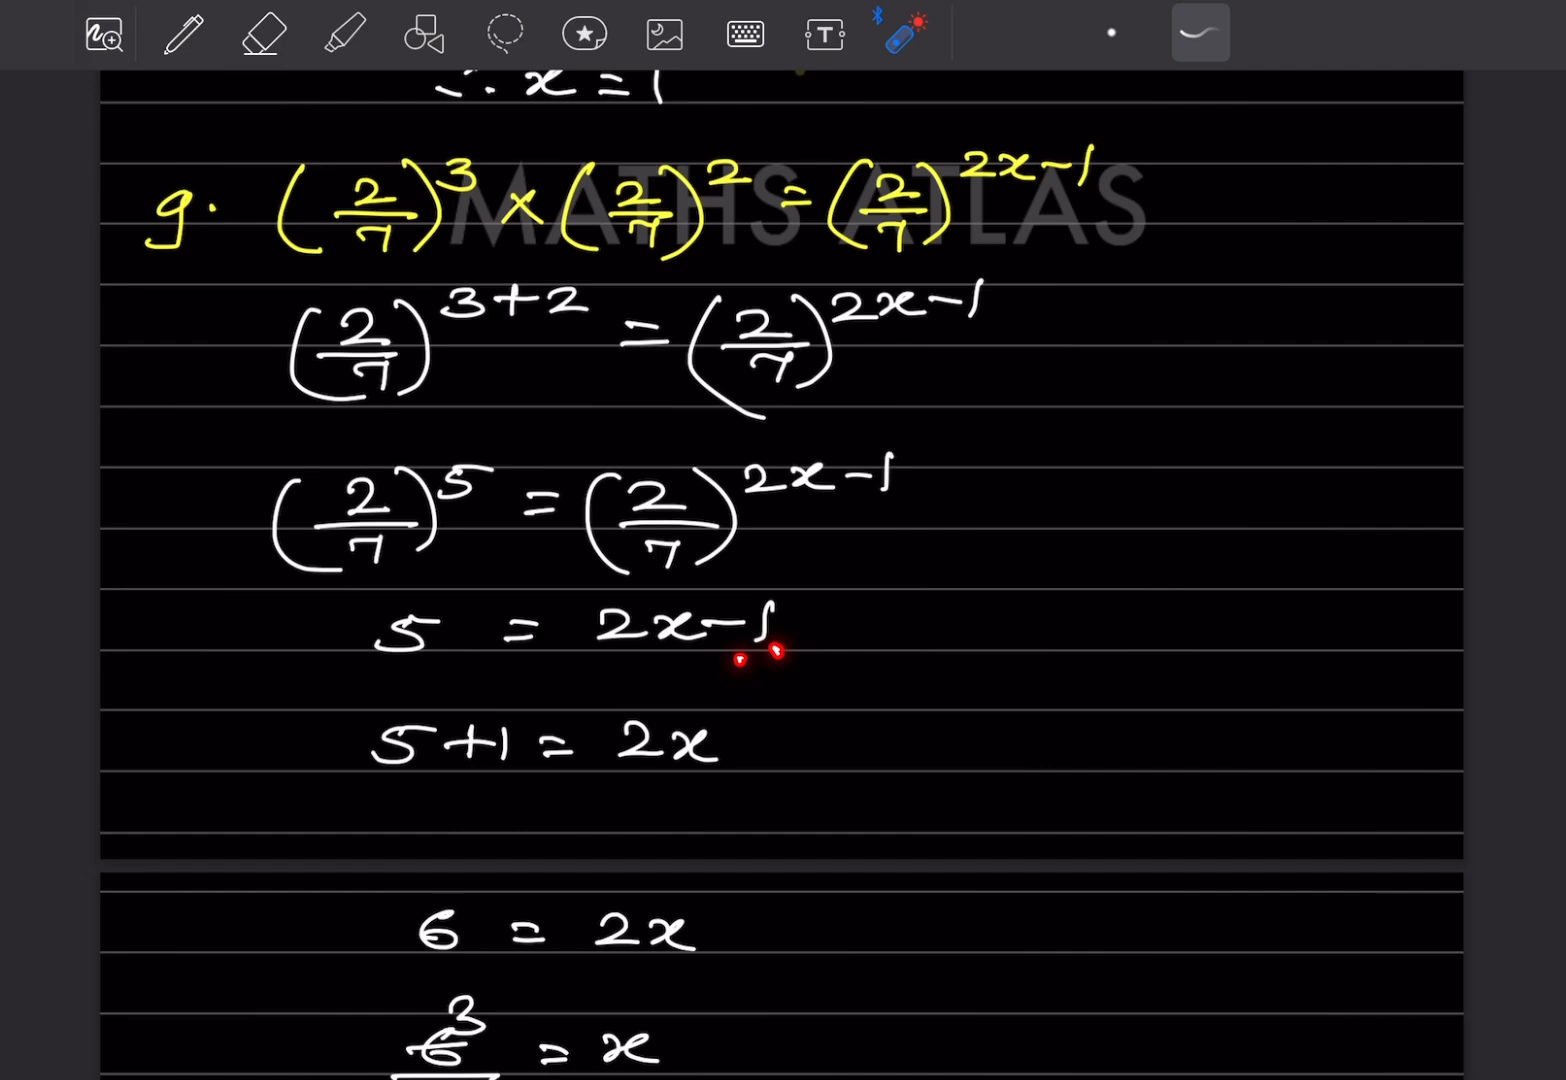 ∴ x = 1
g. (2/7)^3 × (2/7)^2 = (2/7)^(2x-1)
MATHS ATLAS
(2/7)^(3+2) = (2/7)^(2x-1)
(2/7)^5 = (2/7)^(2x-1)
5 = 2x-1
5+1 = 2x
6 = 2x
6 3 = x